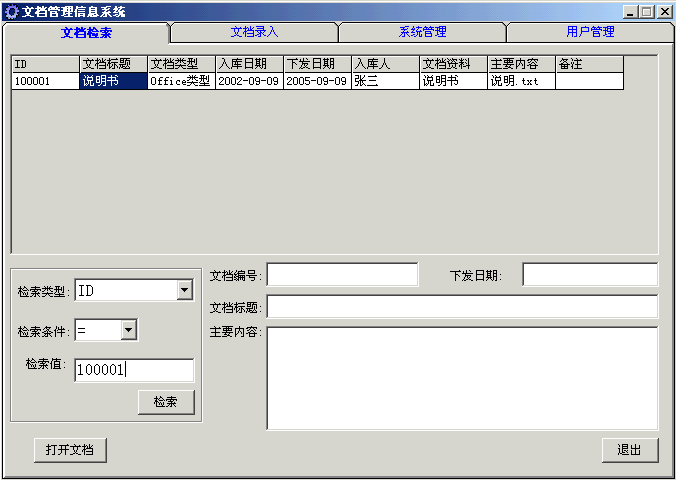 文档管理信息系统
文档检索 文档录入 系统管理 用户管理
ID 文档标题 文档类型 入库日期 下发日期 入库人 文档资料 主要内容 备注
100001 说明书 Office类型 2002-09-09 2005-09-09 张三 说明书 说明.txt
文档编号: 下发日期:
检索类型: ID
文档标题:
检索条件: = 主要内容:
检索值: 100001
检索
打开文档 退出